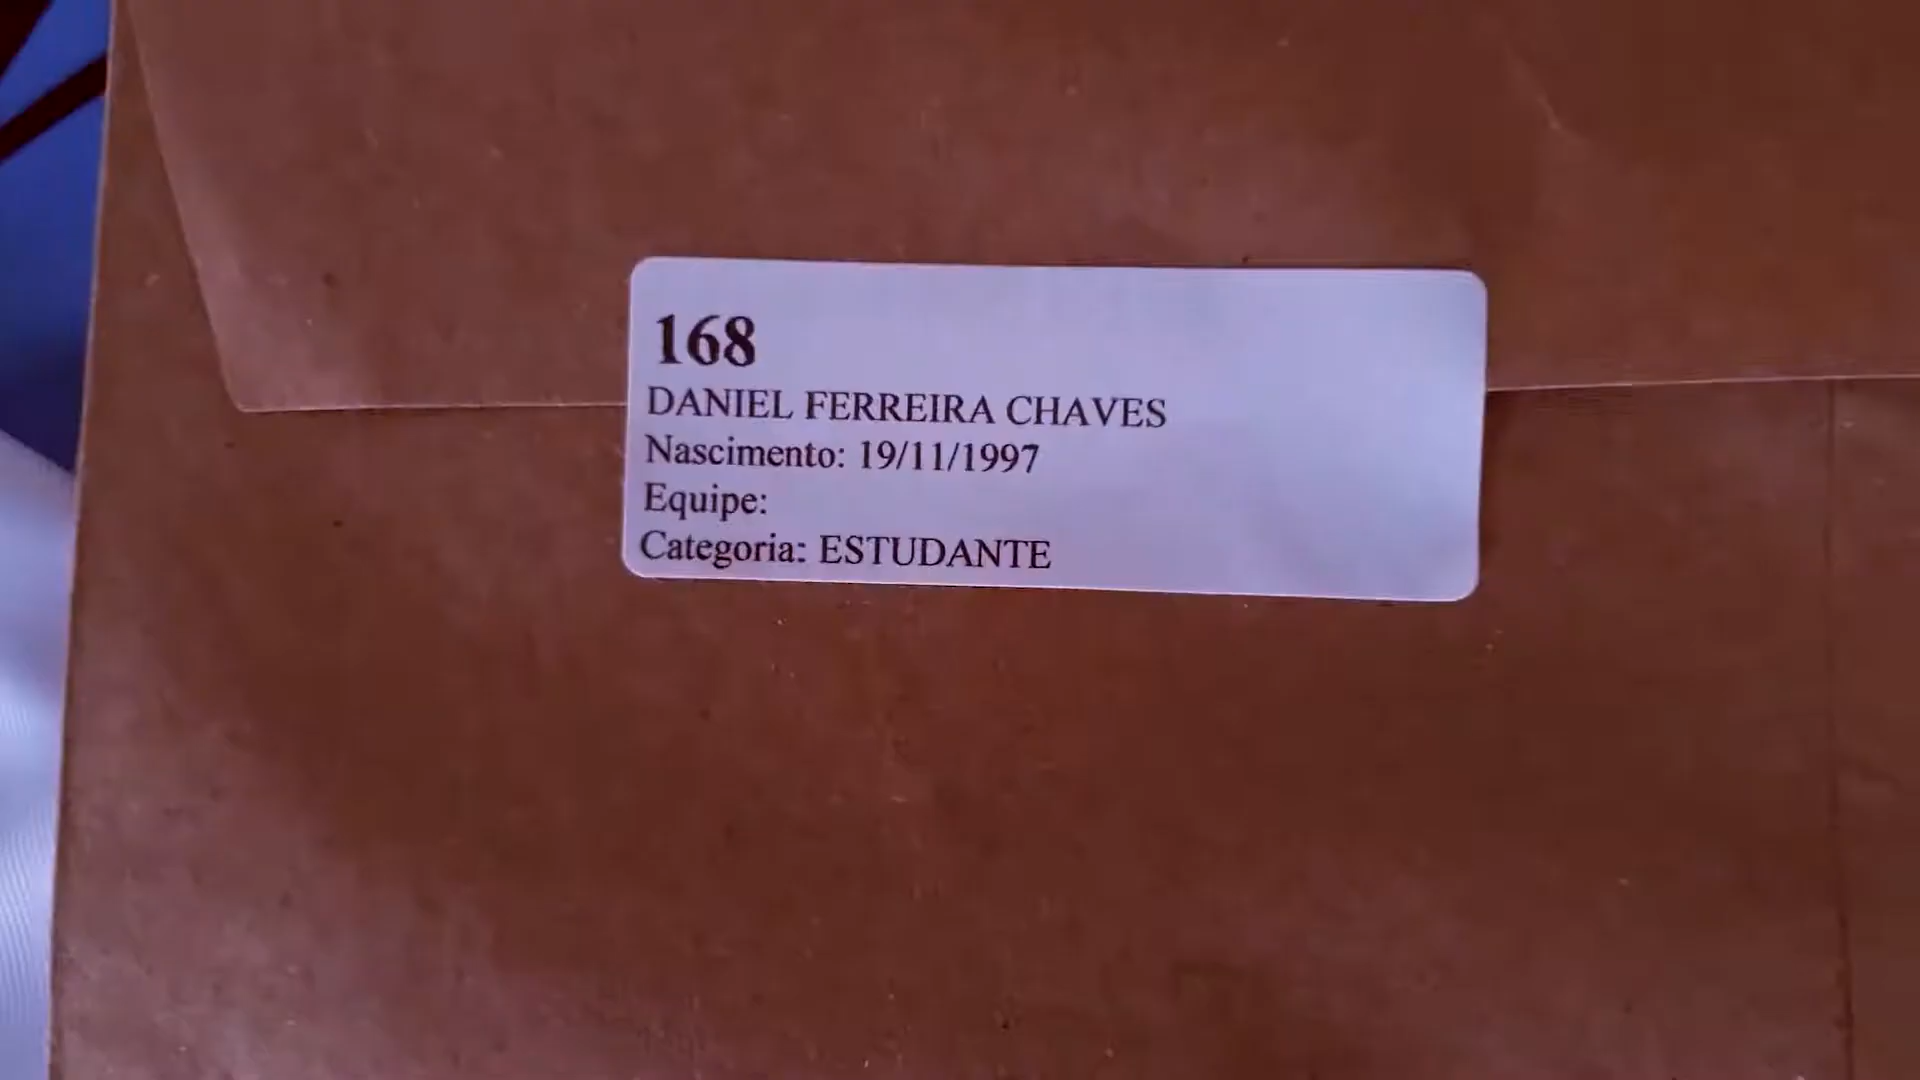 168
DANIEL FERREIRA CHAVES
Nascimento: 19/11/1997
Equipe:
Categoria: ESTUDANTE